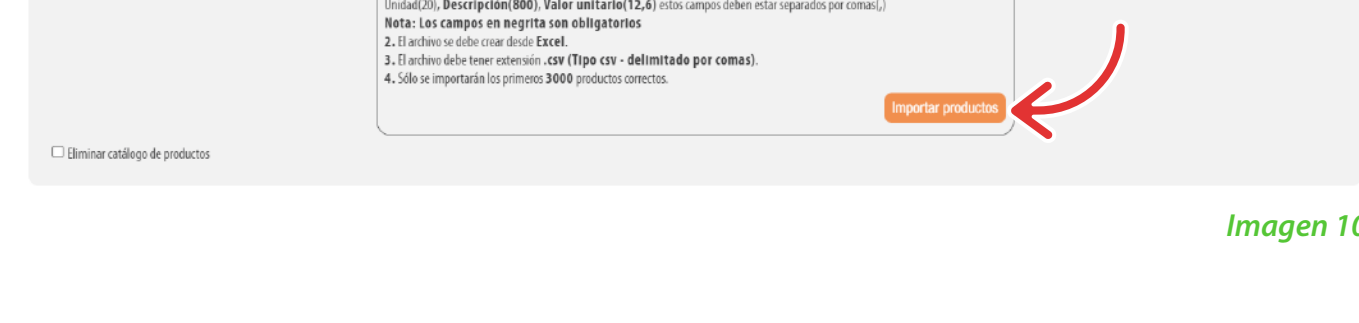 Unidad(20), Descripción(800), Valor unitario(12,6) estos campos deben estar separados por comas(,)
Nota: Los campos en negrita son obligatorios
2. El archivo se debe crear desde Excel.
3. El archivo debe tener extensión .csv (Tipo csv - delimitado por comas).
4. Sólo se importarán los primeros 3000 productos correctos.
Importar productos
Eliminar catálogo de productos
Imagen 10